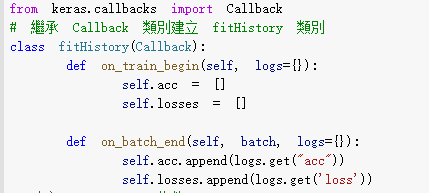 from keras.callbacks import Callback
# 繼承 Callback 類別建立 fitHistory 類別
class fitHistory(Callback):
    def on_train_begin(self, logs={}):
        self.acc = []
        self.losses = []

    def on_batch_end(self, batch, logs={}):
        self.acc.append(logs.get("acc"))
        self.losses.append(logs.get('loss'))